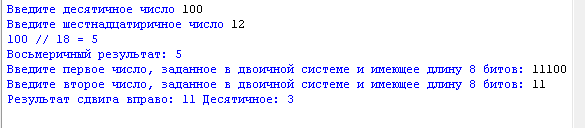 Введите десятичное число 100
Введите шестнадцатиричное число 12
100 // 18 = 5
Восьмеричный результат: 5
Введите первое число, заданное в двоичной системе и имеющее длину 8 битов: 11100
Введите второе число, заданное в двоичной системе и имеющее длину 8 битов: 11
Результат сдвига вправо: 11 Десятичное: 3